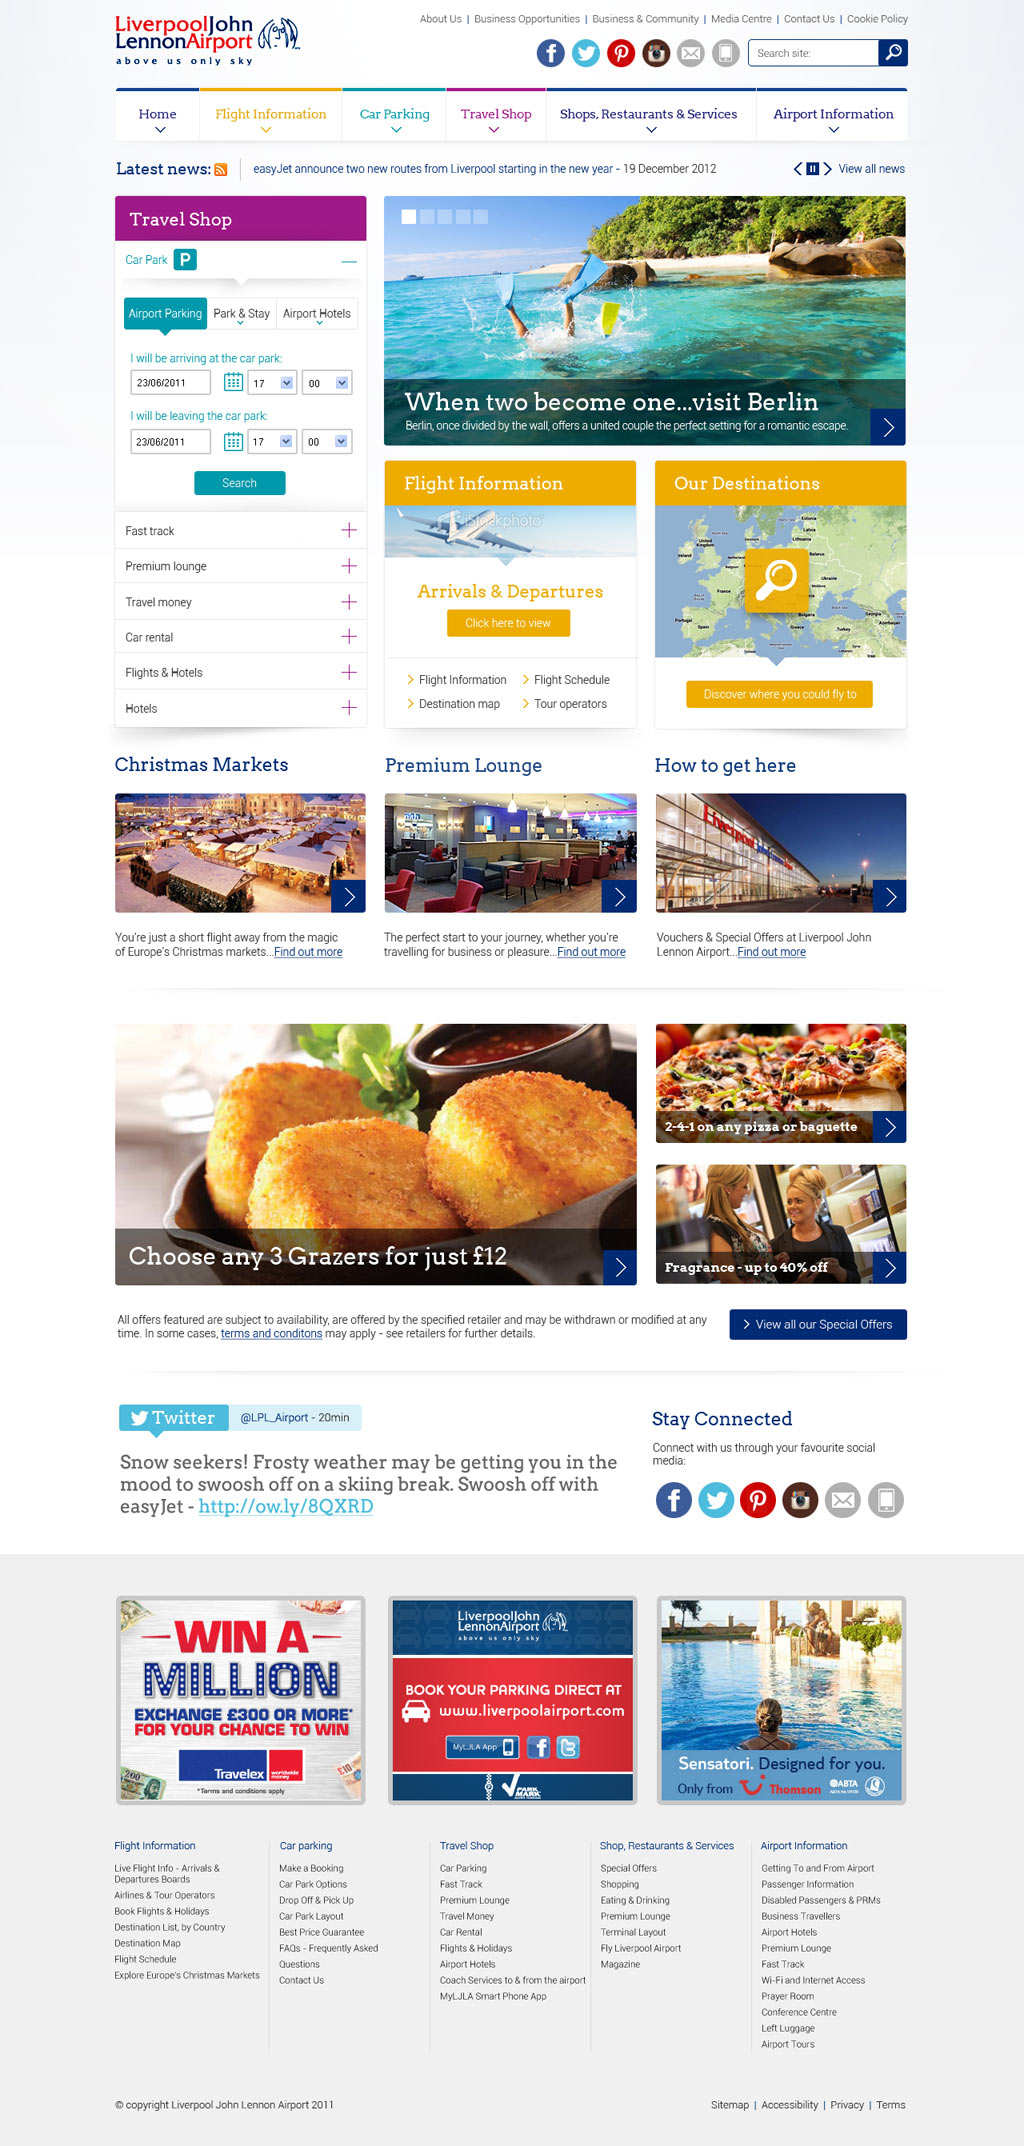 LiverpoolJohn
LennonAirport
above us only sky
About Us | Business Opportunities | Business & Community | Media Centre | Contact Us | Cookie Policy
Search site:
Home
Flight Information
Car Parking
Travel Shop
Shops, Restaurants & Services
Airport Information
Latest news:
easyJet announce two new routes from Liverpool starting in the new year - 19 December 2012
View all news
Travel Shop
Car Park P
Airport Parking
Park & Stay
Airport Hotels
I will be arriving at the car park:
23/06/2011 17 00
I will be leaving the car park:
23/06/2011 17 00
Search
Fast track
Premium lounge
Travel money
Car rental
Flights & Hotels
Hotels
When two become one...visit Berlin
Berlin, once divided by the wall, offers a united couple the perfect setting for a romantic escape.
Flight Information
iStockphoto
Arrivals & Departures
Click here to view
Flight Information
Flight Schedule
Destination map
Tour operators
Our Destinations
Estonia
Latvia
Lithuania
Denmark
United
Kingdom
Ireland
Belarus
Ukraine
France
Romania
Portugal
Spain
Greece
Turkey
Discover where you could fly to
Christmas Markets
You're just a short flight away from the magic
of Europe's Christmas markets...Find out more
Premium Lounge
The perfect start to your journey, whether you're
travelling for business or pleasure...Find out more
How to get here
Liverpool
Vouchers & Special Offers at Liverpool John
Lennon Airport...Find out more
Choose any 3 Grazers for just £12
2-4-1 on any pizza or baguette
Fragrance - up to 40% off
All offers featured are subject to availability, are offered by the specified retailer and may be withdrawn or modified at any
time. In some cases, terms and conditons may apply - see retailers for further details.
View all our Special Offers
Twitter
@LPL_Airport - 20min
Snow seekers! Frosty weather may be getting you in the
mood to swoosh off on a skiing break. Swoosh off with
easyJet - http://ow.ly/8QXRD
Stay Connected
Connect with us through your favourite social
media:
WIN A
MILLION
EXCHANGE £300 OR MORE*
FOR YOUR CHANCE TO WIN
Travelex worldwide money
*Terms and conditions apply
£10
LiverpoolJohn
LennonAirport
above us only sky
BOOK YOUR PARKING DIRECT AT
www.liverpoolairport.com
MyLJLA App
PARK
MARK
Sensatori. Designed for you.
Only from Thomson
ABTA
Flight Information
Live Flight Info - Arrivals &
Departures Boards
Airlines & Tour Operators
Book Flights & Holidays
Destination List, by Country
Destination Map
Flight Schedule
Explore Europe's Christmas Markets
Car parking
Make a Booking
Car Park Options
Drop Off & Pick Up
Car Park Layout
Best Price Guarantee
FAQs - Frequently Asked
Questions
Contact Us
Travel Shop
Car Parking
Fast Track
Premium Lounge
Travel Money
Car Rental
Flights & Holidays
Airport Hotels
Coach Services to & from the airport
MyLJLA Smart Phone App
Shop, Restaurants & Services
Special Offers
Shopping
Eating & Drinking
Premium Lounge
Terminal Layout
Fly Liverpool Airport
Magazine
Airport Information
Getting To and From Airport
Passenger Information
Disabled Passengers & PRMs
Business Travellers
Airport Hotels
Premium Lounge
Fast Track
Wi-Fi and Internet Access
Prayer Room
Conference Centre
Left Luggage
Airport Tours
© copyright Liverpool John Lennon Airport 2011
Sitemap | Accessibility | Privacy | Terms